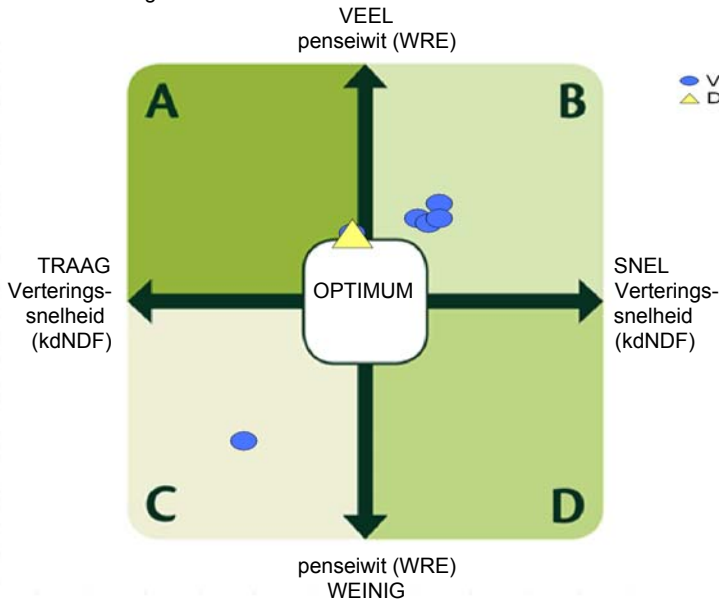 VEEL
penseiwit (WRE)
A
B
V
D
TRAAG
Verterings-
snelheid
(kdNDF)
OPTIMUM
SNEL
Verterings-
snelheid
(kdNDF)
C
D
penseiwit (WRE)
WEINIG